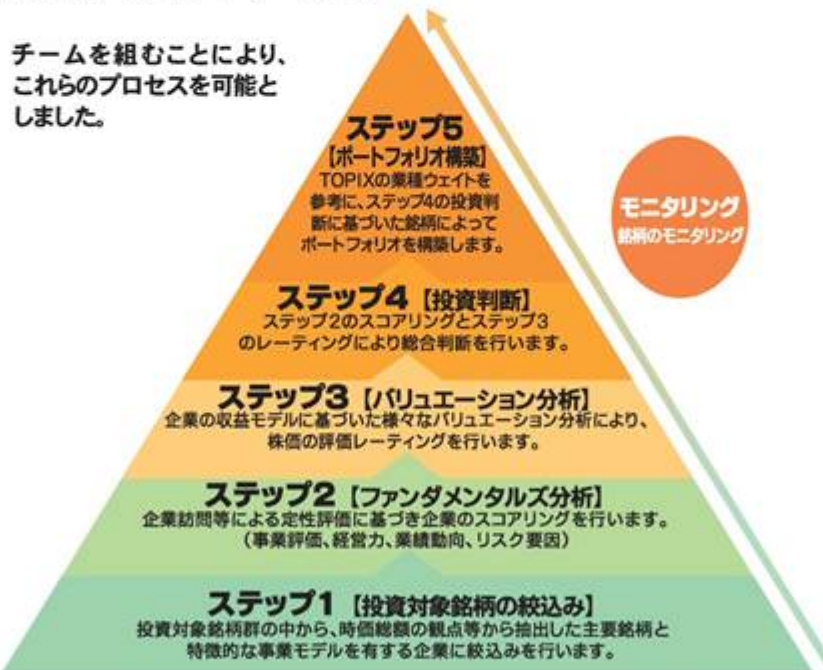 チームを組むことにより、
これらのプロセスを可能と
しました。
ステップ5
【ポートフォリオ構築】
TOPIXの業種ウェイトを
参考に、ステップ4の投資判
断に基づいた銘柄によって
ポートフォリオを構築します。
モニタリング
銘柄のモニタリング
ステップ4【投資判断】
ステップ2のスコアリングとステップ3
のレーティングにより総合判断を行います。
ステップ3【バリュエーション分析】
企業の収益モデルに基づいた様々なバリュエーション分析により、
株価の評価レーティングを行います。
ステップ2【ファンダメンタルズ分析】
企業訪問等による定性評価に基づき企業のスコアリングを行います。
(事業評価、経営力、業績動向、リスク要因)
ステップ1【投資対象銘柄の絞込み】
投資対象銘柄群の中から、時価総額の観点等から抽出した主要銘柄と
特徴的な事業モデルを有する企業に絞込みを行います。